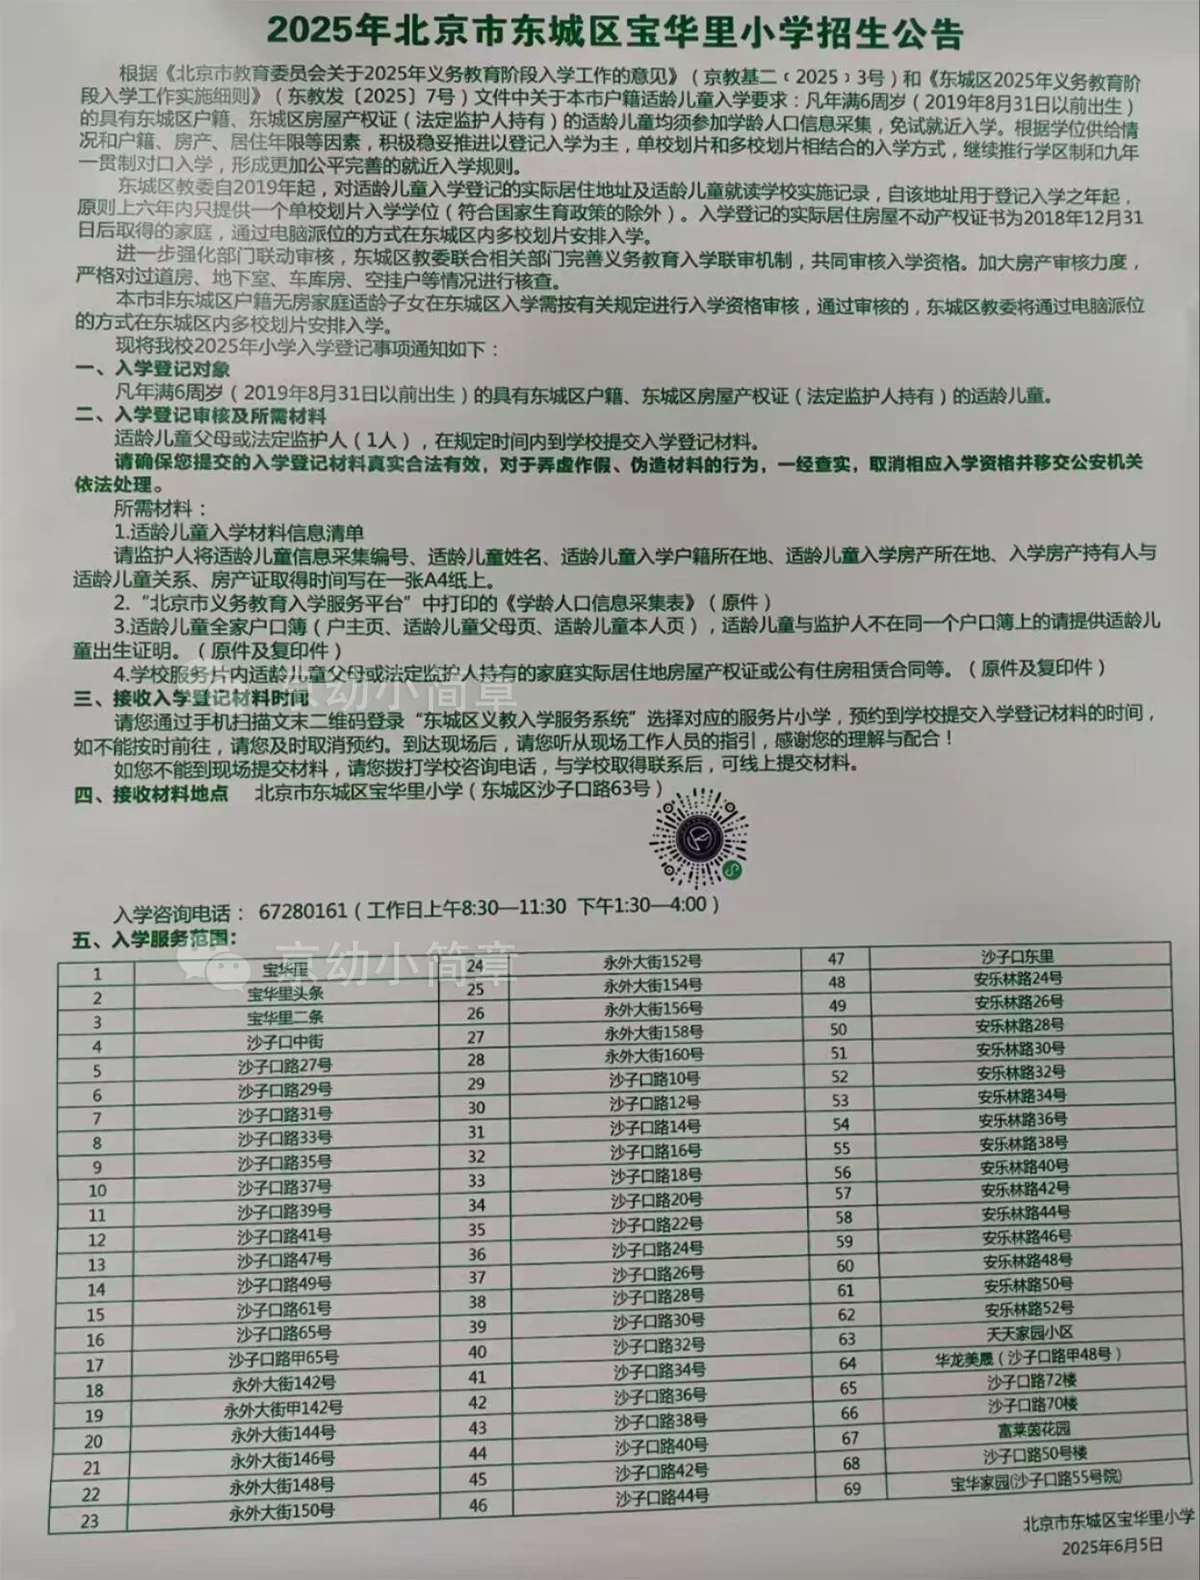 2025年北京市东城区宝华里小学招生公告
根据《北京市教育委员会关于2025年义务教育阶段入学工作的意见》（京教基二﹝2025﹞3号）和《东城区2025年义务教育阶
段入学工作实施细则》（东教发〔2025〕7号）文件中关于本市户籍适龄儿童入学要求：凡年满6周岁（2019年8月31日以前出生）
的具有东城区户籍、东城区房屋产权证（法定监护人持有）的适龄儿童均须参加学龄人口信息采集，免试就近入学。根据学位供给情
况和户籍、房产、居住年限等因素，积极稳妥推进以登记入学为主，单校划片和多校划片相结合的入学方式，继续推行学区制和九年
一贯制对口入学，形成更加公平完善的就近入学规则。
东城区教委自2019年起，对适龄儿童入学登记的实际居住地址及适龄儿童就读学校实施记录，自该地址用于登记入学之年起，
原则上六年内只提供一个单校划片入学学位（符合国家生育政策的除外）。入学登记的实际居住房屋不动产权证书为2018年12月31
日后取得的家庭，通过电脑派位的方式在东城区内多校划片安排入学。
进一步强化部门联动审核，东城区教委联合相关部门完善义务教育入学联审机制，共同审核入学资格。加大房产审核力度，
严格对过道房、地下室、车库房、空挂户等情况进行核查。
本市非东城区户籍无房家庭适龄子女在东城区入学需按有关规定进行入学资格审核，通过审核的，东城区教委将通过电脑派位
的方式在东城区内多校划片安排入学。
现将我校2025年小学入学登记事项通知如下：
一、入学登记对象
凡年满6周岁（2019年8月31日以前出生）的具有东城区户籍、东城区房屋产权证（法定监护人持有）的适龄儿童。
二、入学登记审核及所需材料
适龄儿童父母或法定监护人（1人），在规定时间内到学校提交入学登记材料。
请确保您提交的入学登记材料真实合法有效，对于弄虚作假、伪造材料的行为，一经查实，取消相应入学资格并移交公安机关
依法处理。
所需材料：
1.适龄儿童入学材料信息清单
请监护人将适龄儿童信息采集编号、适龄儿童姓名、适龄儿童入学户籍所在地、适龄儿童入学房产所在地、入学房产持有人与
适龄儿童关系、房产证取得时间写在一张A4纸上。
2.“北京市义务教育入学服务平台”中打印的《学龄人口信息采集表》（原件）
3.适龄儿童全家户口簿（户主页、适龄儿童父母页、适龄儿童本人页），适龄儿童与监护人不在同一个户口簿上的请提供适龄儿
童出生证明。（原件及复印件）
4.学校服务片内适龄儿童父母或法定监护人持有的家庭实际居住地房屋产权证或公有住房租赁合同等。（原件及复印件）
京幼小简章
三、接收入学登记材料时间
请您通过手机扫描文末二维码登录“东城区义教入学服务系统”选择对应的服务片小学，预约到学校提交入学登记材料的时间，
如不能按时前往，请您及时取消预约。到达现场后，请您听从现场工作人员的指引，感谢您的理解与配合！
如您不能到现场提交材料，请您拨打学校咨询电话，与学校取得联系后，可线上提交材料。
四、接收材料地点 北京市东城区宝华里小学（东城区沙子口路63号）
入学咨询电话： 67280161（工作日上午8:30—11:30 下午1:30—4:00）
五、入学服务范围：
京幼小简章
1 宝华里 24 永外大街152号 47 沙子口东里
2 宝华里头条 25 永外大街154号 48 安乐林路24号
3 宝华里二条 26 永外大街156号 49 安乐林路26号
4 沙子口中街 27 永外大街158号 50 安乐林路28号
5 沙子口路27号 28 永外大街160号 51 安乐林路30号
6 沙子口路29号 29 沙子口路10号 52 安乐林路32号
7 沙子口路31号 30 沙子口路12号 53 安乐林路34号
8 沙子口路33号 31 沙子口路14号 54 安乐林路36号
9 沙子口路35号 32 沙子口路16号 55 安乐林路38号
10 沙子口路37号 33 沙子口路18号 56 安乐林路40号
11 沙子口路39号 34 沙子口路20号 57 安乐林路42号
12 沙子口路41号 35 沙子口路22号 58 安乐林路44号
13 沙子口路47号 36 沙子口路24号 59 安乐林路46号
14 沙子口路49号 37 沙子口路26号 60 安乐林路48号
15 沙子口路61号 38 沙子口路28号 61 安乐林路50号
16 沙子口路65号 39 沙子口路30号 62 安乐林路52号
17 沙子口路甲65号 40 沙子口路32号 63 天天家园小区
18 永外大街142号 41 沙子口路34号 64 华龙美晟（沙子口路甲48号）
19 永外大街甲142号 42 沙子口路36号 65 沙子口路72楼
20 永外大街144号 43 沙子口路38号 66 沙子口路70楼
21 永外大街146号 44 沙子口路40号 67 富莱茵花园
22 永外大街148号 45 沙子口路42号 68 沙子口路50号楼
23 永外大街150号 46 沙子口路44号 69 宝华家园(沙子口路55号院)
北京市东城区宝华里小学
2025年6月5日